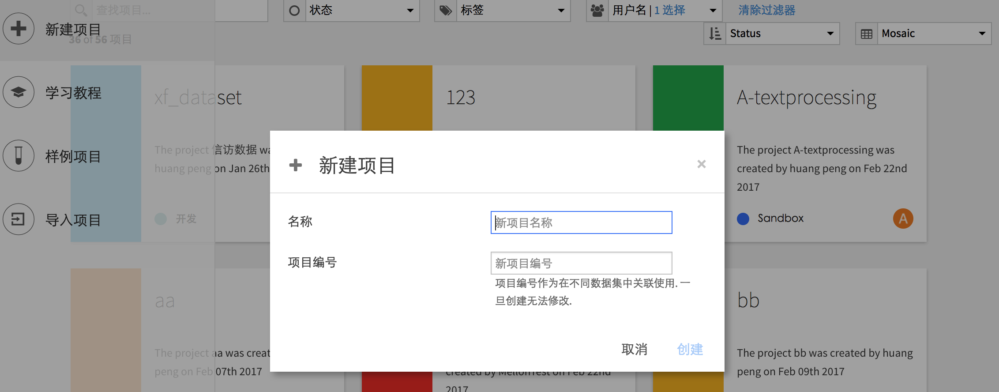 查找项目...
状态
标签
用户名 | 1 选择
清除过滤器
新建项目
36 of 56 项目
Status
Mosaic
学习教程
样例项目
导入项目
xf_dataset
The project 信访数据 wa
huang peng on Jan 26th
开发
123
A-textprocessing
The project A-textprocessing was
created by huang peng on Feb 22nd
2017
Sandbox
A
新建项目
×
名称
新项目名称
项目编号
新项目编号
项目编号作为在不同数据集中关联使用. 一
旦创建无法修改.
取消
创建
aa
The project aa was creat
peng on Feb 07th 2017
created by MellonTest on Feb 22nd
2017
bb
The project bb was created by huang
peng on Feb 09th 2017